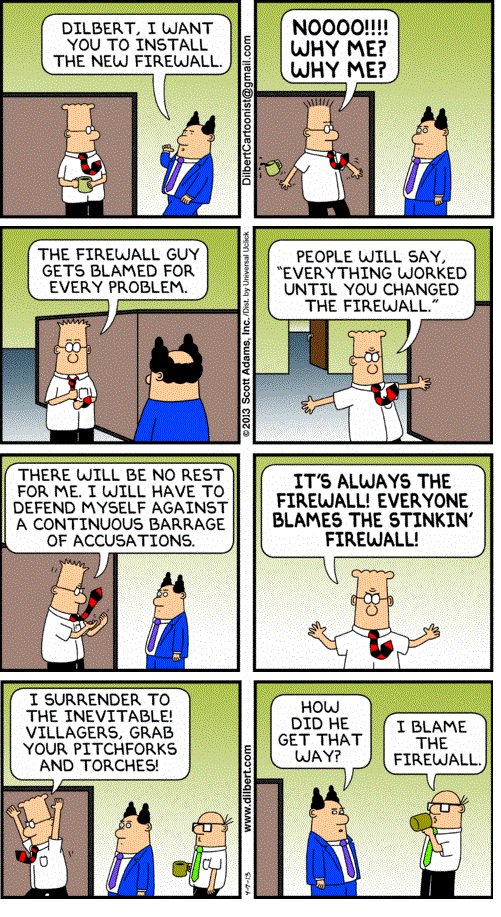 DILBERT, I WANT
YOU TO INSTALL
THE NEW FIREWALL.
DilbertCartoonist@gmail.com
NOOOO!!!!
WHY ME?
WHY ME?
THE FIREWALL GUY
GETS BLAMED FOR
EVERY PROBLEM.
©2013 Scott Adams, Inc. /Dist. by Universal Uclick
PEOPLE WILL SAY,
"EVERYTHING WORKED
UNTIL YOU CHANGED
THE FIREWALL."
THERE WILL BE NO REST
FOR ME. I WILL HAVE TO
DEFEND MYSELF AGAINST
A CONTINUOUS BARRAGE
OF ACCUSATIONS.
IT'S ALWAYS THE
FIREWALL! EVERYONE
BLAMES THE STINKIN'
FIREWALL!
I SURRENDER TO
THE INEVITABLE!
VILLAGERS, GRAB
YOUR PITCHFORKS
AND TORCHES!
4-7-13
www.dilbert.com
HOW
DID HE
GET THAT
WAY?
I BLAME
THE
FIREWALL.